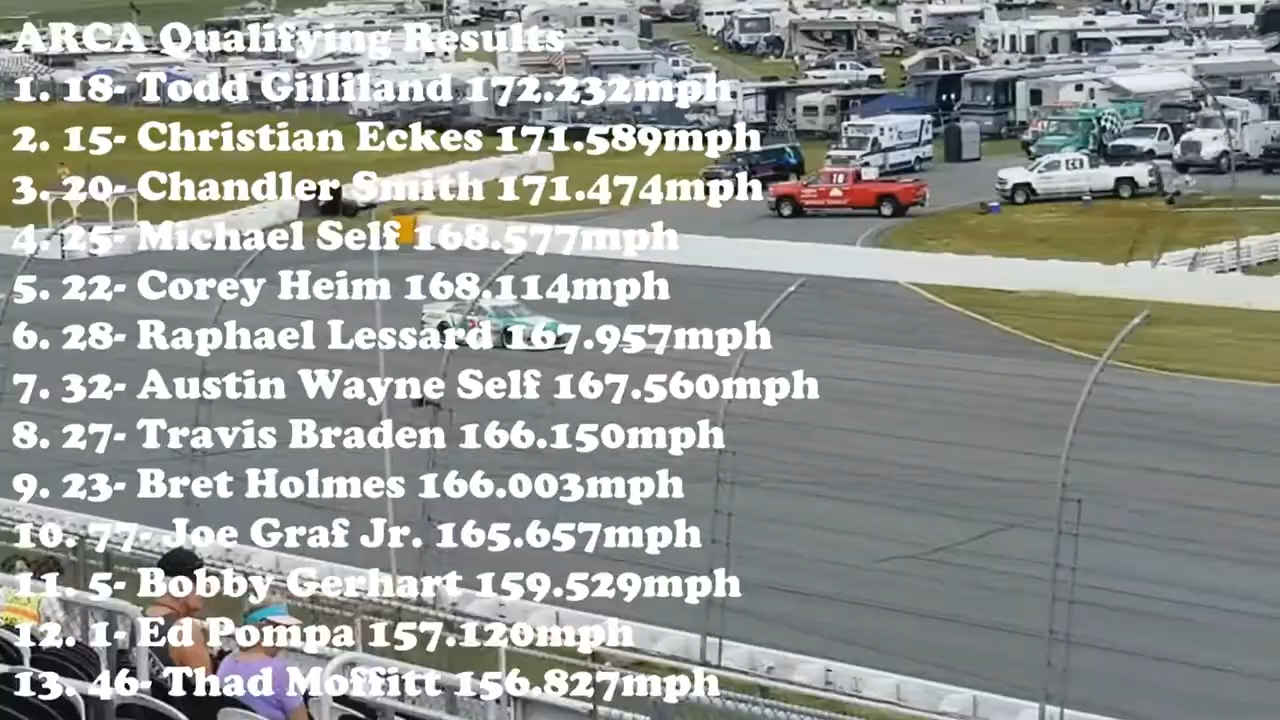 ARCA Qualifying Results
1. 18- Todd Gilliland 172.232mph
2. 15- Christian Eckes 171.589mph
3. 20- Chandler Smith 171.474mph
4. 25- Michael Self 168.577mph
5. 22- Corey Heim 168.114mph
6. 28- Raphael Lessard 167.957mph
7. 32- Austin Wayne Self 167.560mph
8. 27- Travis Braden 166.150mph
9. 23- Bret Holmes 166.003mph
10. 77- Joe Graf Jr. 165.657mph
11. 5- Bobby Gerhart 159.529mph
12. 1- Ed Pompa 157.120mph
13. 46- Thad Moffitt 156.827mph